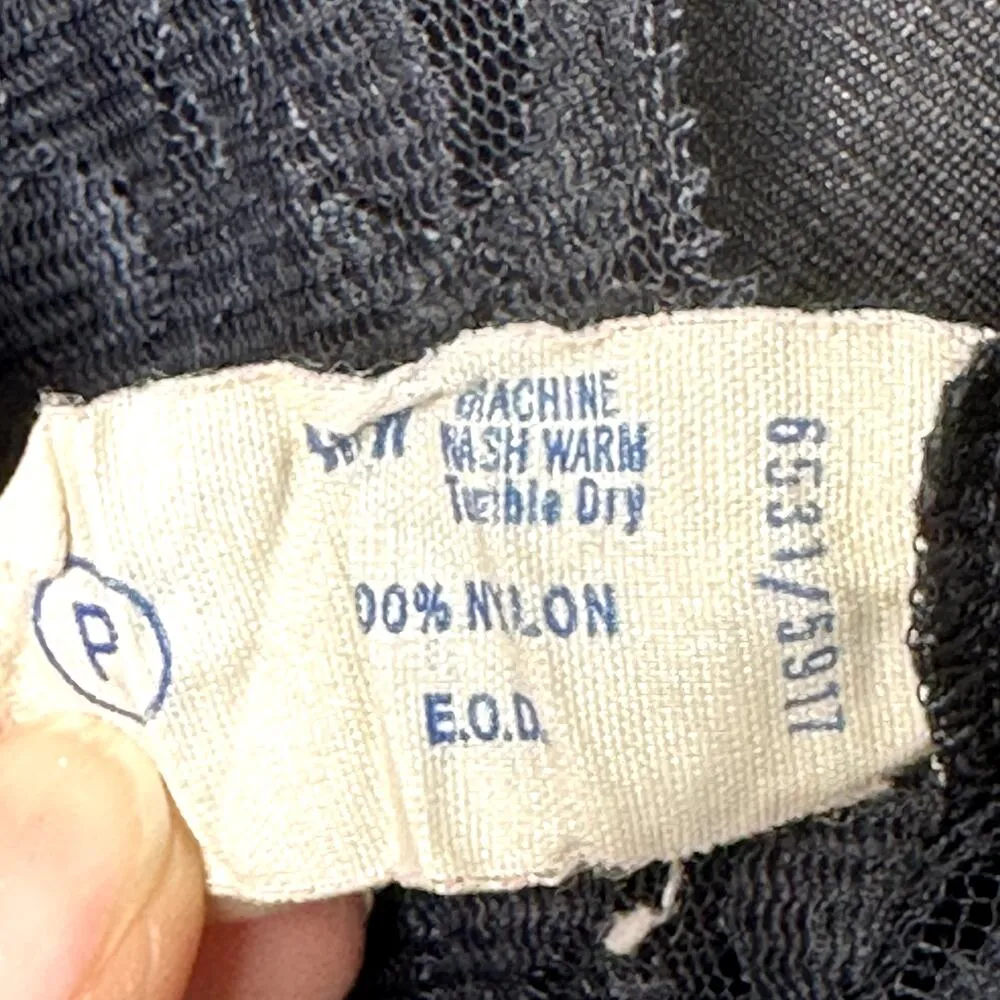 MACHINE
WASH WARM
Tumble Dry
00% NYLON
E.O.D.
P
6531/5917